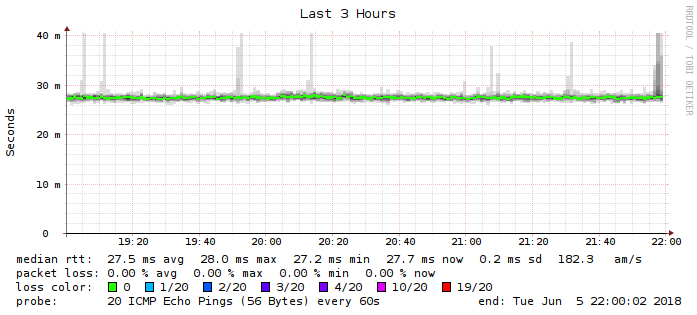 Last 3 Hours
RRDTOOL / TOBI OETIKER
Seconds
40 m
30 m
20 m
10 m
0
19:20 19:40 20:00 20:20 20:40 21:00 21:20 21:40 22:00
median rtt: 27.5 ms avg 28.0 ms max 27.2 ms min 27.7 ms now 0.2 ms sd 182.3 am/s
packet loss: 0.00 % avg 0.00 % max 0.00 % min 0.00 % now
loss color: 0 1/20 2/20 3/20 4/20 10/20 19/20
probe: 20 ICMP Echo Pings (56 Bytes) every 60s end: Tue Jun 5 22:00:02 2018